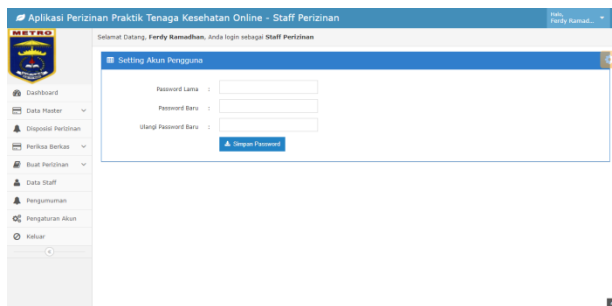 Aplikasi Perizinan Praktik Tenaga Kesehatan Online - Staff Perizinan
Halo,
Ferdy Ramad...
METRO
Selamat Datang, Ferdy Ramadhan, Anda login sebagai Staff Perizinan
Setting Akun Pengguna
Password Lama :
Password Baru :
Ulangi Password Baru :
Simpan Password
Dashboard
Data Master
Disposisi Perizinan
Periksa Berkas
Buat Perizinan
Data Staff
Pengumuman
Pengaturan Akun
Keluar